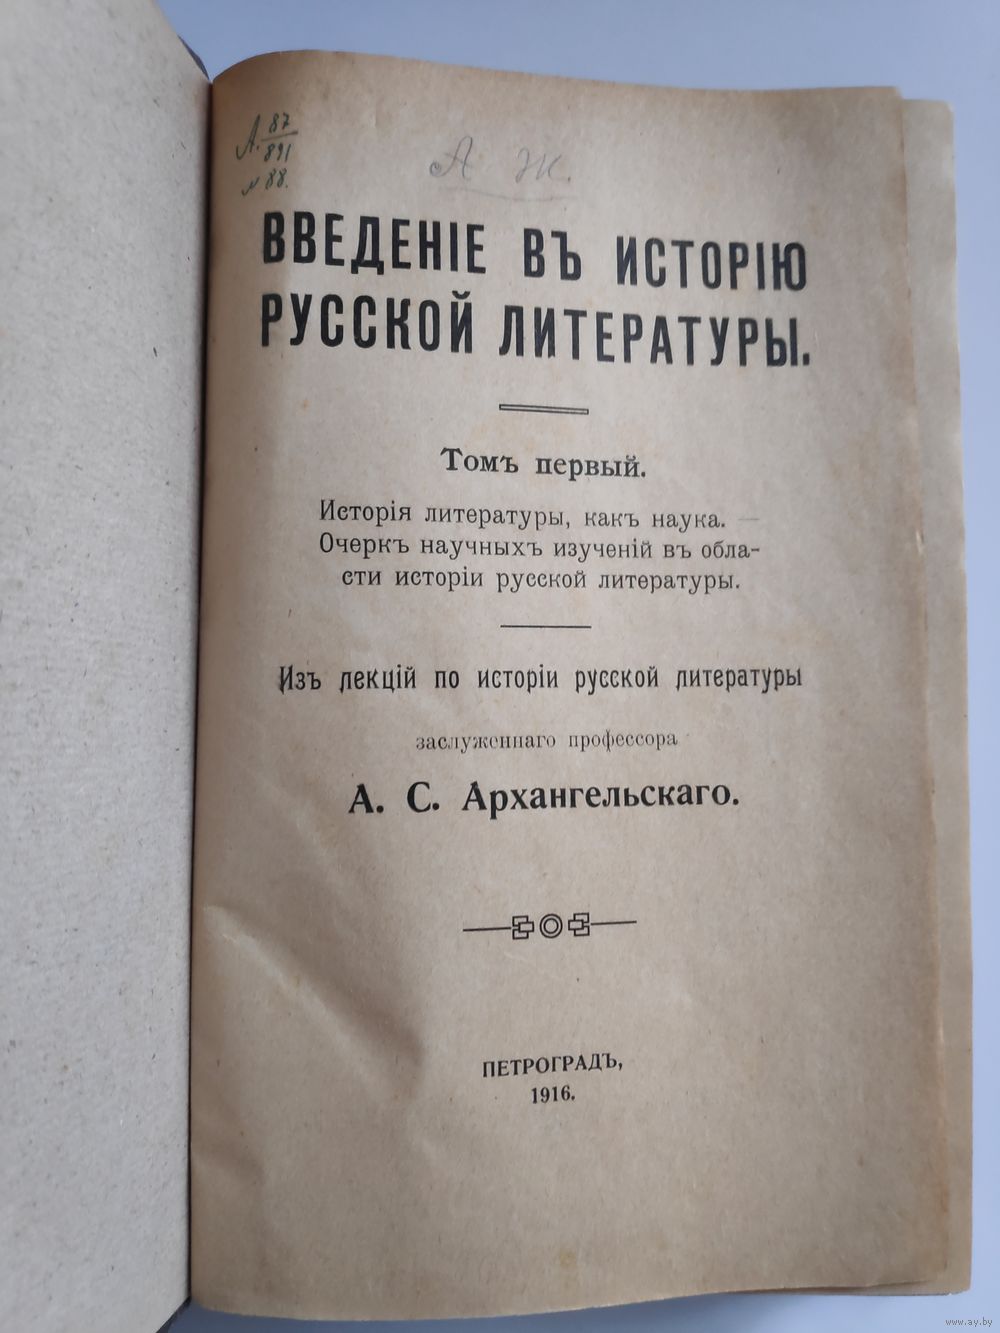 А. 87
891
№ 88.
А Ж.
ВВЕДЕНІЕ ВЪ ИСТОРІЮ
РУССКОЙ ЛИТЕРАТУРЫ.
Томъ первый.
Исторія литературы, какъ наука. —
Очеркъ научныхъ изученій въ обла-
сти исторіи русской литературы.
Изъ лекцій по исторіи русской литературы
заслуженнаго профессора
А. С. Архангельскаго.
ПЕТРОГРАДЪ,
1916.
www.ay.by